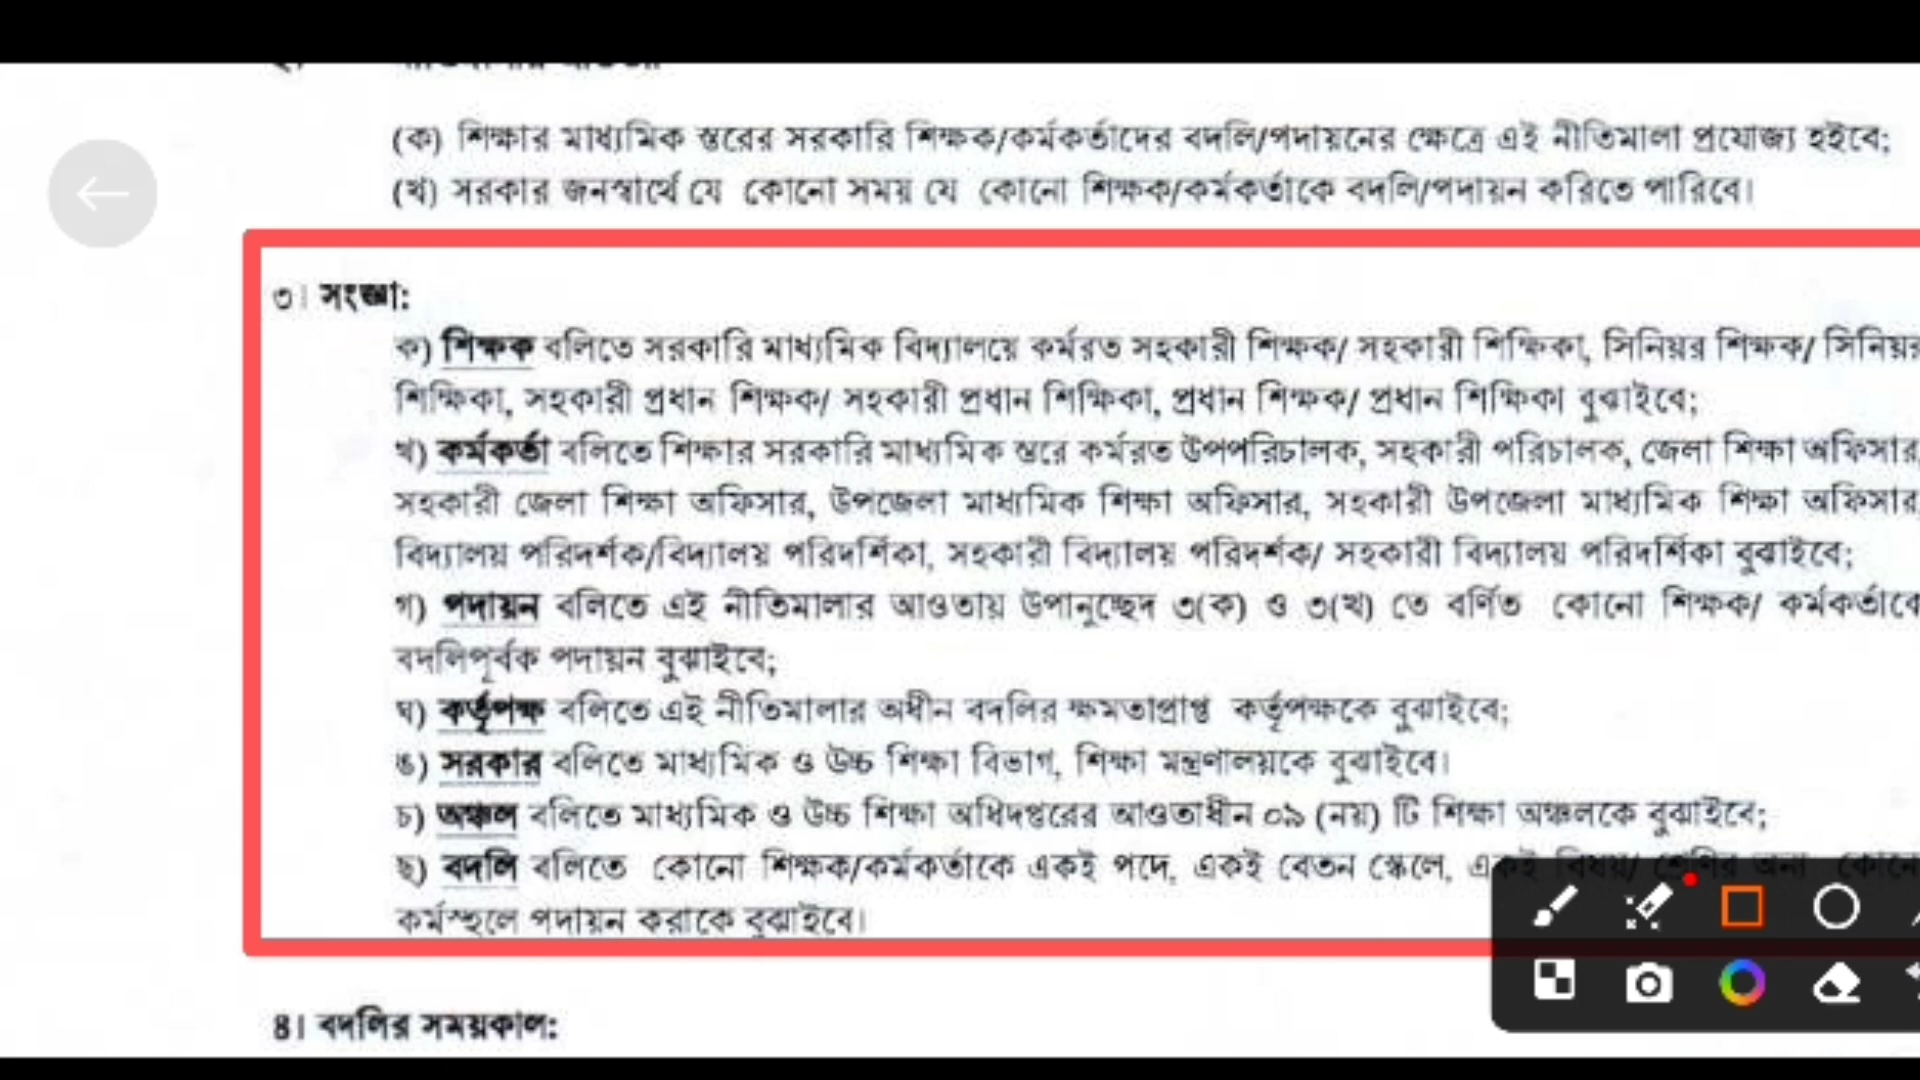 (ক) শিক্ষার মাধ্যমিক স্তরের সরকারি শিক্ষক/কর্মকর্তাদের বদলি/পদায়নের ক্ষেত্রে এই নীতিমালা প্রযোজ্য হইবে;
(খ) সরকার জনস্বার্থে যে কোনো সময় যে কোনো শিক্ষক/কর্মকর্তাকে বদলি/পদায়ন করিতে পারিবে।
৩। সংজ্ঞা:
ক) শিক্ষক বলিতে সরকারি মাধ্যমিক বিদ্যালয়ে কর্মরত সহকারী শিক্ষক/ সহকারী শিক্ষিকা, সিনিয়র শিক্ষক/ সিনিয়র
শিক্ষিকা, সহকারী প্রধান শিক্ষক/ সহকারী প্রধান শিক্ষিকা, প্রধান শিক্ষক/ প্রধান শিক্ষিকা বুঝাইবে;
খ) কর্মকর্তা বলিতে শিক্ষার সরকারি মাধ্যমিক স্তরে কর্মরত উপপরিচালক, সহকারী পরিচালক, জেলা শিক্ষা অফিসার,
সহকারী জেলা শিক্ষা অফিসার, উপজেলা মাধ্যমিক শিক্ষা অফিসার, সহকারী উপজেলা মাধ্যমিক শিক্ষা অফিসার,
বিদ্যালয় পরিদর্শক/বিদ্যালয় পরিদর্শিকা, সহকারী বিদ্যালয় পরিদর্শক/ সহকারী বিদ্যালয় পরিদর্শিকা বুঝাইবে;
গ) পদায়ন বলিতে এই নীতিমালার আওতায় উপানুচ্ছেদ ৩(ক) ও ৩(খ) তে বর্ণিত কোনো শিক্ষক/ কর্মকর্তাকে
বদলিপূর্বক পদায়ন বুঝাইবে;
ঘ) কর্তৃপক্ষ বলিতে এই নীতিমালার অধীন বদলির ক্ষমতাপ্রাপ্ত কর্তৃপক্ষকে বুঝাইবে;
ঙ) সরকার বলিতে মাধ্যমিক ও উচ্চ শিক্ষা বিভাগ, শিক্ষা মন্ত্রণালয়কে বুঝাইবে।
চ) অঞ্চল বলিতে মাধ্যমিক ও উচ্চ শিক্ষা অধিদপ্তরের আওতাধীন ০৯ (নয়) টি শিক্ষা অঞ্চলকে বুঝাইবে;
ছ) বদলি বলিতে কোনো শিক্ষক/কর্মকর্তাকে একই পদে, একই বেতন স্কেলে, একই বিষয়/ শ্রেণির অন্য কোনো
কর্মস্থলে পদায়ন করাকে বুঝাইবে।
৪। বদলির সময়কাল: